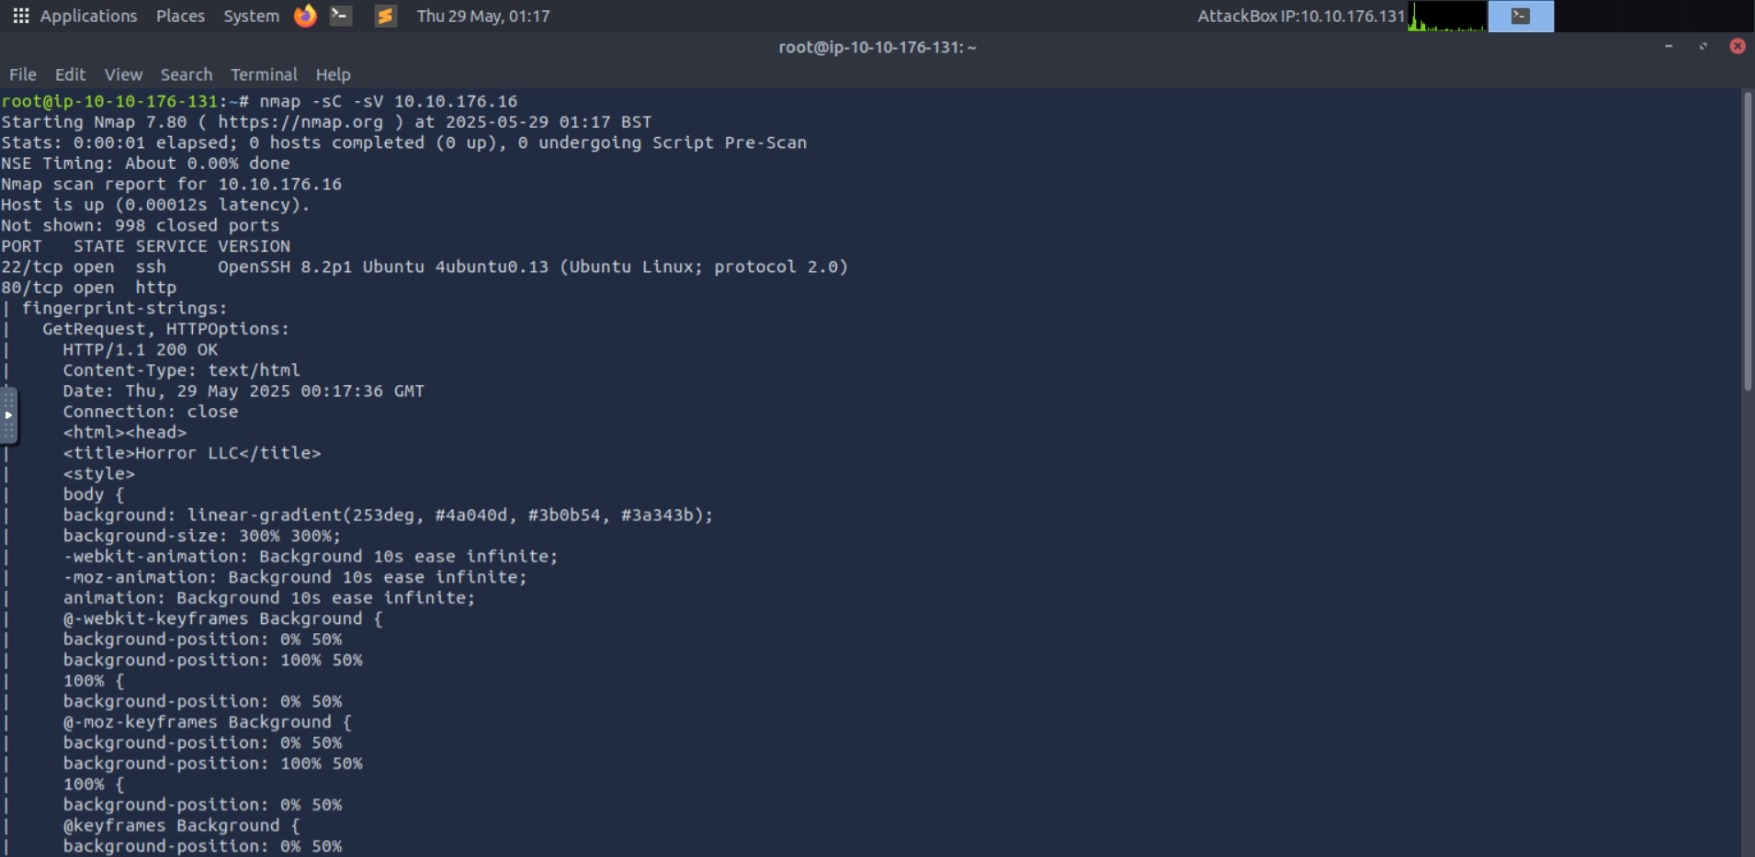 Applications Places System Thu 29 May, 01:17 AttackBox IP:10.10.176.131
root@ip-10-10-176-131: ~
File Edit View Search Terminal Help
root@ip-10-10-176-131:~# nmap -sC -sV 10.10.176.16
Starting Nmap 7.80 ( https://nmap.org ) at 2025-05-29 01:17 BST
Stats: 0:00:01 elapsed; 0 hosts completed (0 up), 0 undergoing Script Pre-Scan
NSE Timing: About 0.00% done
Nmap scan report for 10.10.176.16
Host is up (0.00012s latency).
Not shown: 998 closed ports
PORT   STATE SERVICE VERSION
22/tcp open  ssh     OpenSSH 8.2p1 Ubuntu 4ubuntu0.13 (Ubuntu Linux; protocol 2.0)
80/tcp open  http
| fingerprint-strings:
|   GetRequest, HTTPOptions:
|     HTTP/1.1 200 OK
|     Content-Type: text/html
|     Date: Thu, 29 May 2025 00:17:36 GMT
|     Connection: close
|     <html><head>
|     <title>Horror LLC</title>
|     <style>
|     body {
|     background: linear-gradient(253deg, #4a040d, #3b0b54, #3a343b);
|     background-size: 300% 300%;
|     -webkit-animation: Background 10s ease infinite;
|     -moz-animation: Background 10s ease infinite;
|     animation: Background 10s ease infinite;
|     @-webkit-keyframes Background {
|     background-position: 0% 50%
|     background-position: 100% 50%
|     100% {
|     background-position: 0% 50%
|     @-moz-keyframes Background {
|     background-position: 0% 50%
|     background-position: 100% 50%
|     100% {
|     background-position: 0% 50%
|     @keyframes Background {
|     background-position: 0% 50%